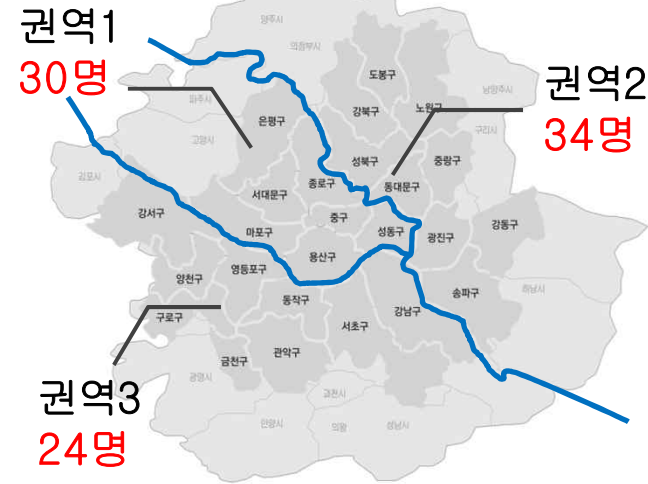 권역1
30명
양주시
의정부시
도봉구
남양주시
권역2
34명
파주시
은평구
강북구
노원구
고양시
구리시
성북구
중랑구
김포시
종로구
동대문구
서대문구
강서구
중구
마포구
성동구
광진구
강동구
용산구
영등포구
양천구
동작구
송파구
하남시
구로구
서초구
강남구
금천구
관악구
광명시
과천시
권역3
24명
안양시
의왕
성남시